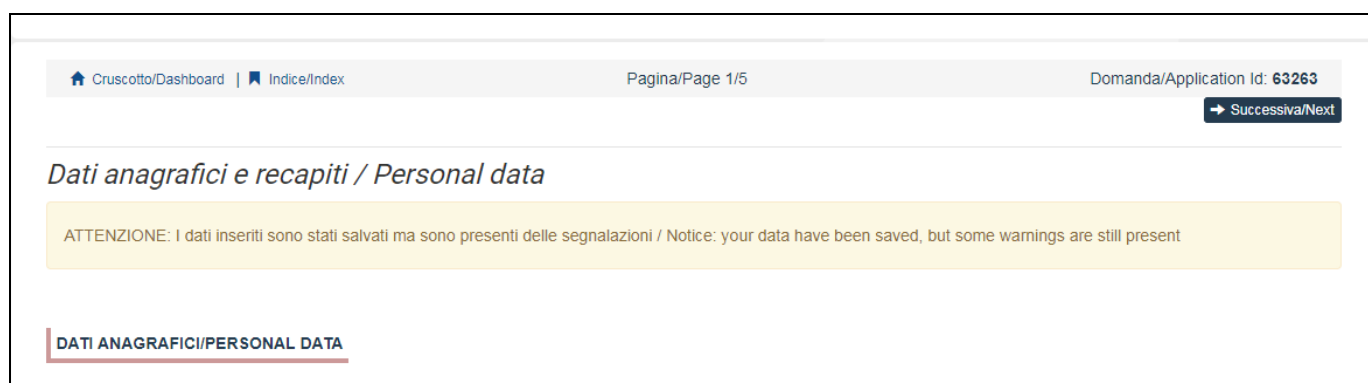 Cruscotto/Dashboard | Indice/Index
Pagina/Page 1/5
Domanda/Application Id: 63263
Successiva/Next
Dati anagrafici e recapiti / Personal data
ATTENZIONE: I dati inseriti sono stati salvati ma sono presenti delle segnalazioni / Notice: your data have been saved, but some warnings are still present
DATI ANAGRAFICI/PERSONAL DATA